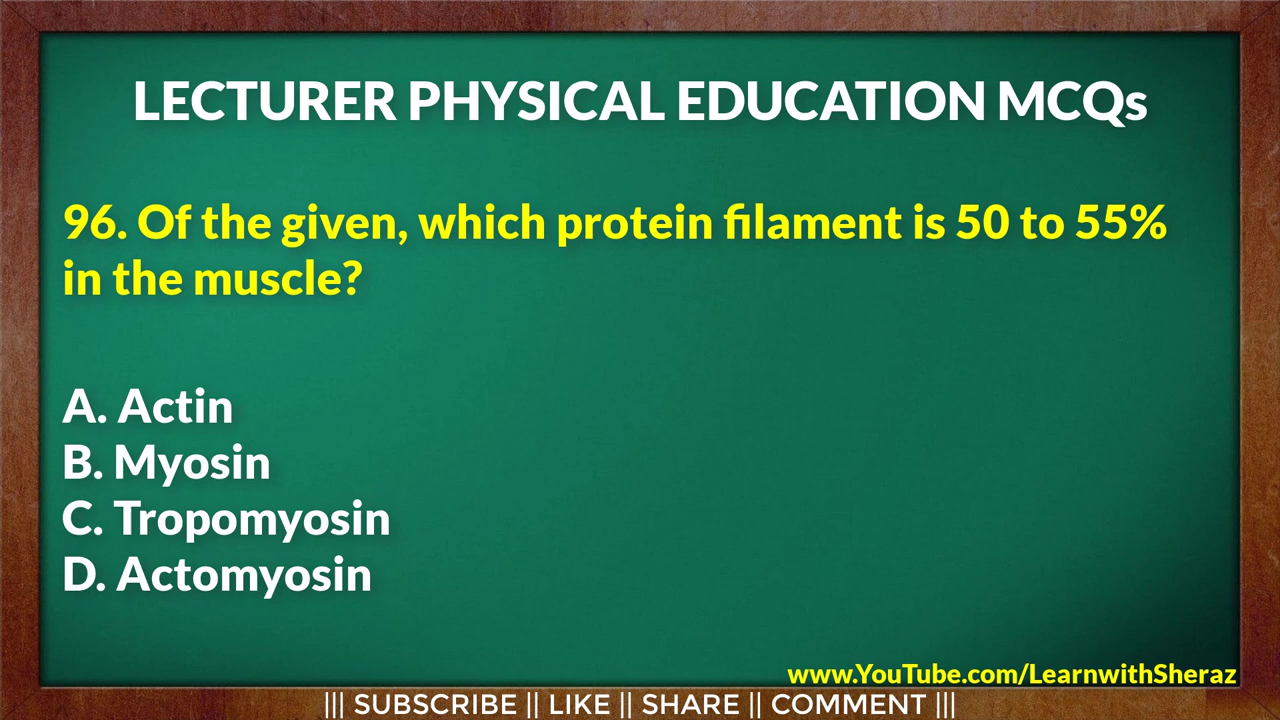 LECTURER PHYSICAL EDUCATION MCQs
96. Of the given, which protein filament is 50 to 55%
in the muscle?
A. Actin
B. Myosin
C. Tropomyosin
D. Actomyosin
www.YouTube.com/LearnwithSheraz
||| SUBSCRIBE || LIKE || SHARE || COMMENT |||